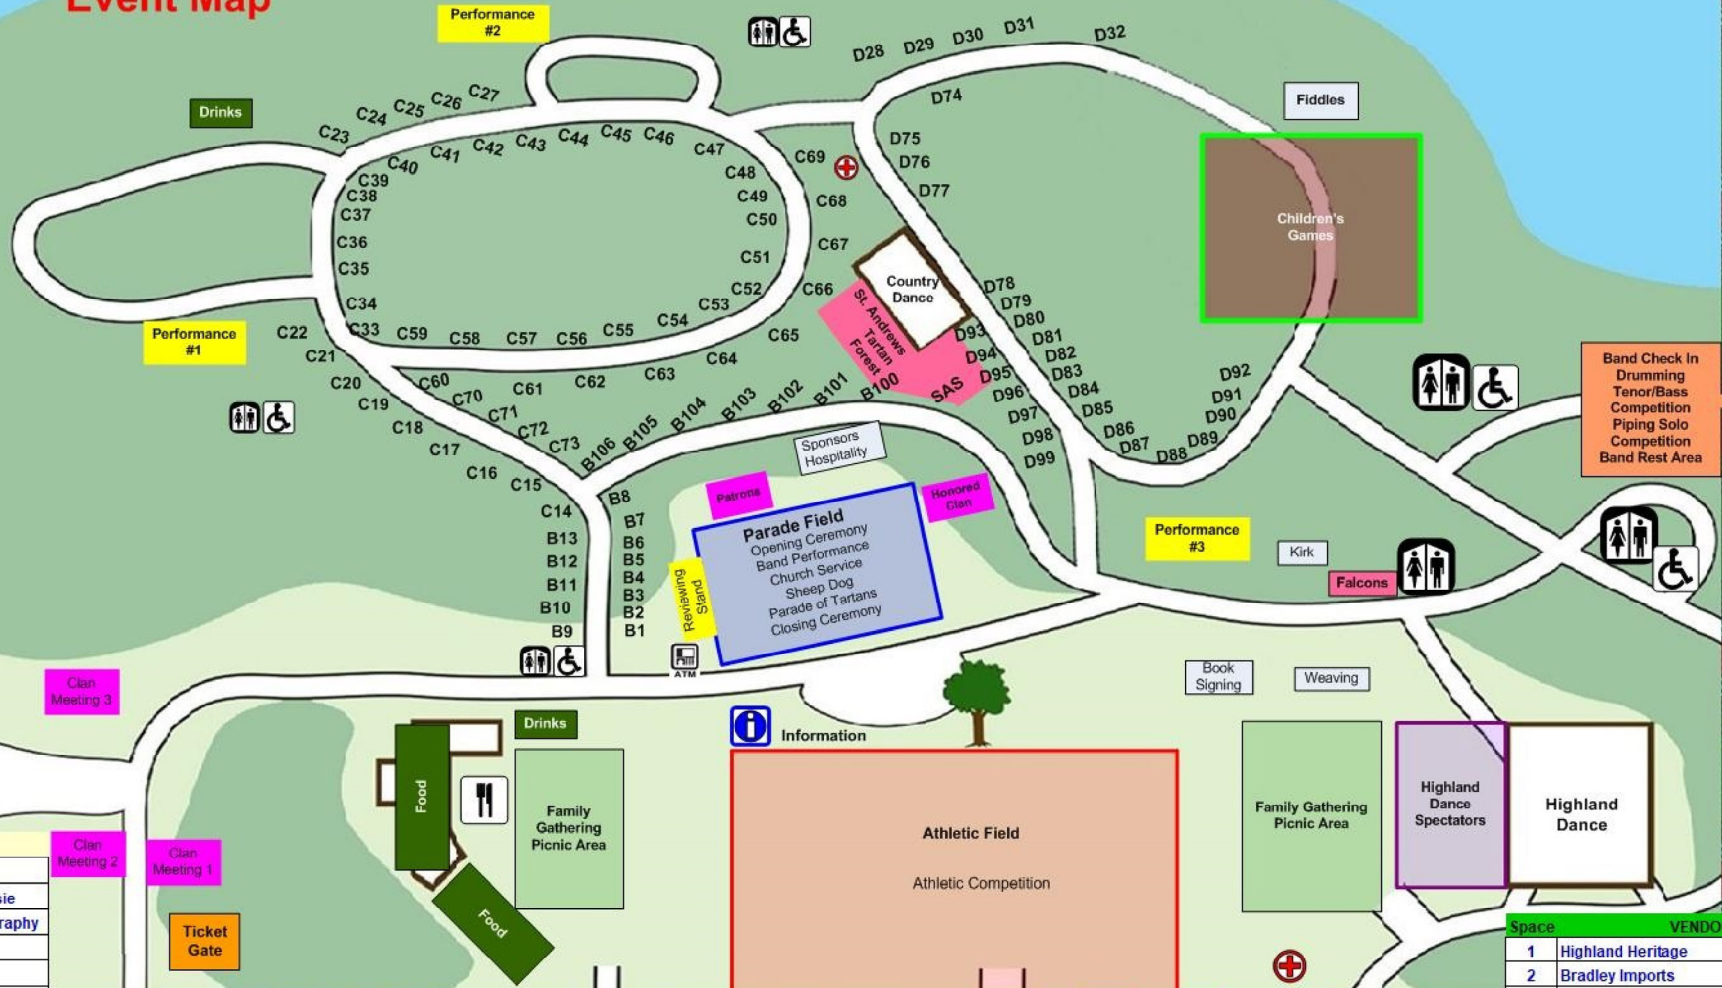 Event Map
Performance
#2
D28
D29
D30
D31
D32
Drinks
C23
C24
C25
C26
C27
D74
Fiddles
C40
C41
C42
C43
C44
C45
C46
C47
C69
D75
D76
D77
C39
C38
C37
C36
C35
C34
C33
C48
C49
C50
C51
C52
C53
C54
C55
C56
C57
C58
C59
C68
C67
C66
C65
C64
C63
C62
C61
C60
Children's
Games
Country
Dance
St. Andrews
Tartan
Forest
SAS
D78
D79
D80
D81
D82
D83
D84
D85
D86
D87
D88
D89
D90
D91
D92
D93
D94
D95
D96
D97
D98
D99
Performance
#1
C22
C21
C20
C19
C18
C17
C16
C15
C14
C70
C71
C72
C73
B106
B105
B104
B103
B102
B101
B100
Band Check In
Drumming
Tenor/Bass
Competition
Piping Solo
Competition
Band Rest Area
Sponsors
Hospitality
Patrons
Honored
Clan
B13
B12
B11
B10
B9
B8
B7
B6
B5
B4
B3
B2
B1
Reviewing
Stand
Parade Field
Opening Ceremony
Band Performance
Church Service
Sheep Dog
Parade of Tartans
Closing Ceremony
Performance
#3
Kirk
Falcons
ATM
Clan
Meeting 3
Book
Signing
Weaving
Drinks
Information
Food
Family
Gathering
Picnic Area
Athletic Field
Athletic Competition
Family Gathering
Picnic Area
Highland
Dance
Spectators
Highland
Dance
Clan
Meeting 2
Clan
Meeting 1
sie
raphy
Ticket
Gate
Food
Space VENDO
1 Highland Heritage
2 Bradley Imports